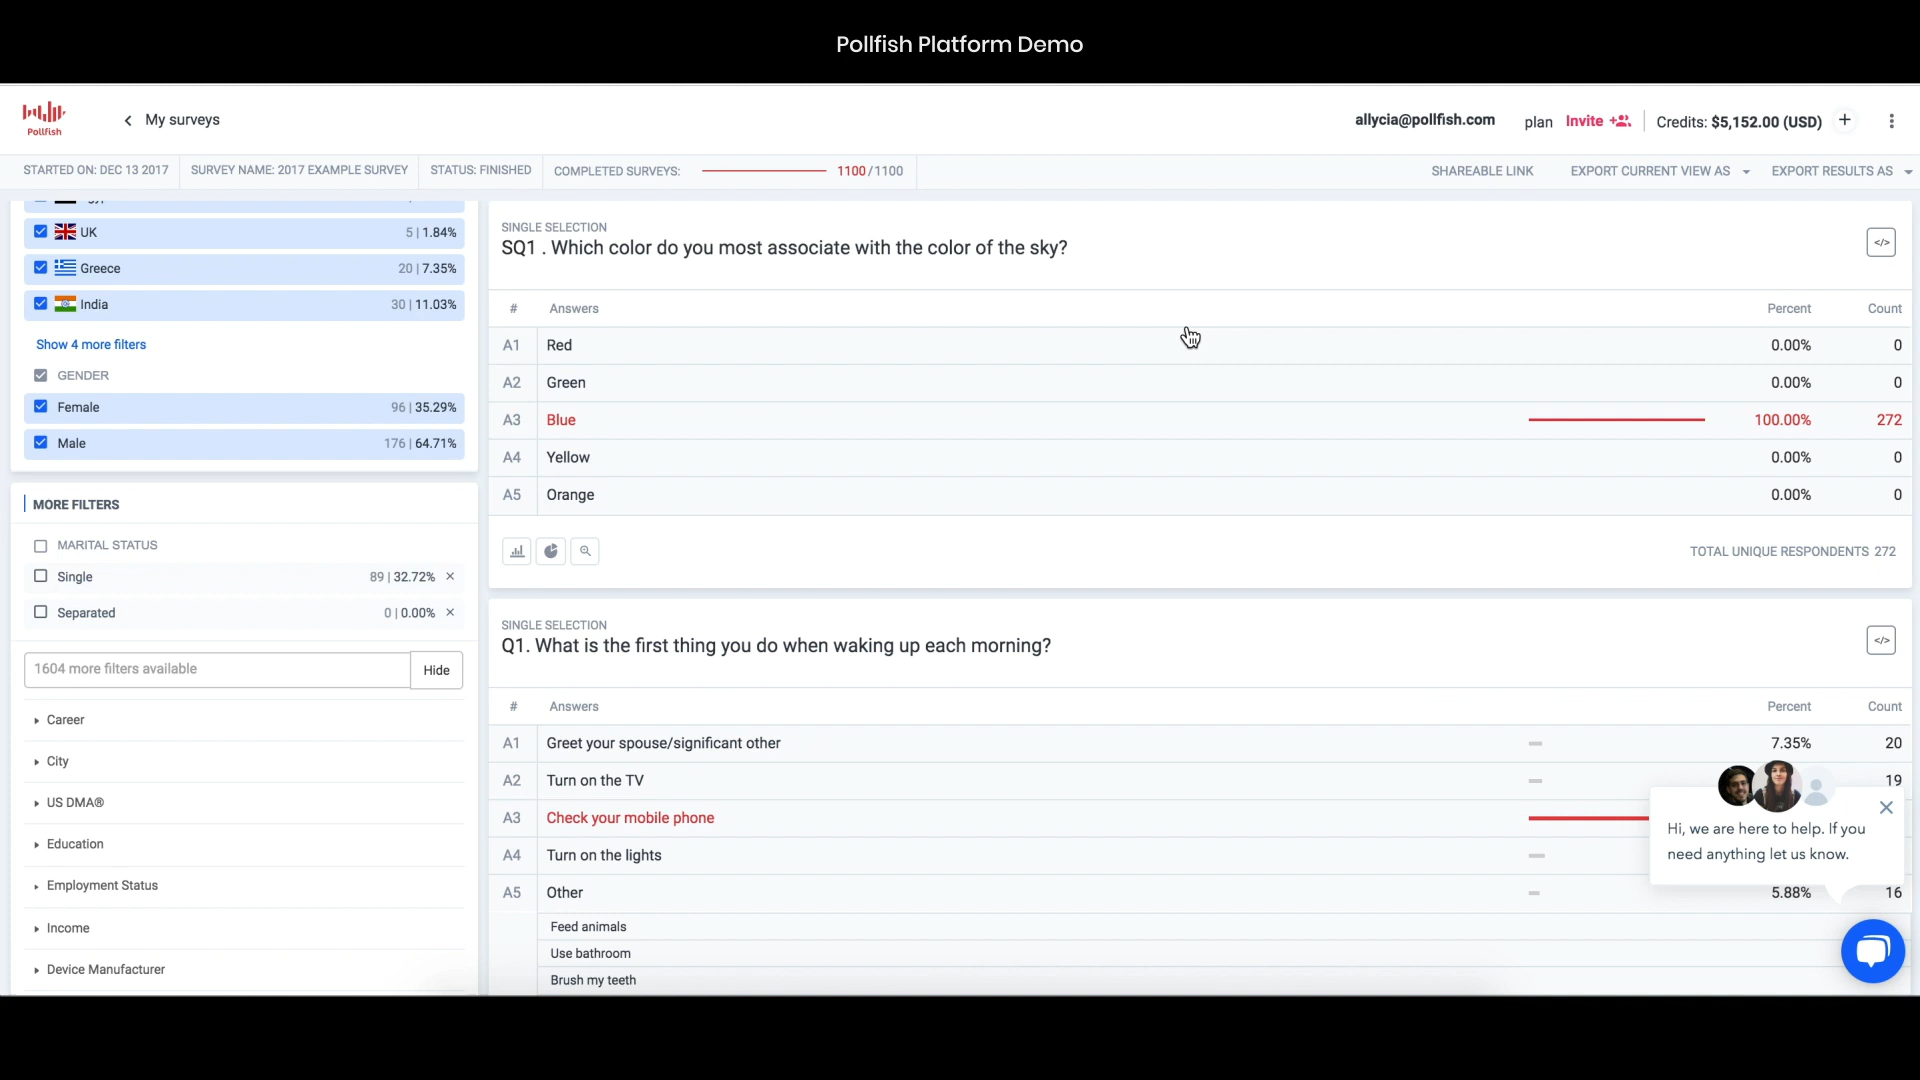 Pollfish Platform Demo
Pollfish
My surveys
allycia@pollfish.com
plan
Invite
Credits: $5,152.00 (USD)
STARTED ON: DEC 13 2017
SURVEY NAME: 2017 EXAMPLE SURVEY
STATUS: FINISHED
COMPLETED SURVEYS:
1100/1100
SHAREABLE LINK
EXPORT CURRENT VIEW AS
EXPORT RESULTS AS
UK 5 | 1.84%
Greece 20 | 7.35%
India 30 | 11.03%
Show 4 more filters
GENDER
Female 96 | 35.29%
Male 176 | 64.71%
MORE FILTERS
MARITAL STATUS
Single 89 | 32.72% ×
Separated 0 | 0.00% ×
1604 more filters available
Hide
Career
City
US DMA®
Education
Employment Status
Income
Device Manufacturer
SINGLE SELECTION
SQ1 . Which color do you most associate with the color of the sky?
</>
# Answers Percent Count
A1 Red 0.00% 0
A2 Green 0.00% 0
A3 Blue 100.00% 272
A4 Yellow 0.00% 0
A5 Orange 0.00% 0
TOTAL UNIQUE RESPONDENTS 272
SINGLE SELECTION
Q1. What is the first thing you do when waking up each morning?
</>
# Answers Percent Count
A1 Greet your spouse/significant other 7.35% 20
A2 Turn on the TV 19
A3 Check your mobile phone
A4 Turn on the lights
A5 Other 5.88% 16
Feed animals
Use bathroom
Brush my teeth
Hi, we are here to help. If you
need anything let us know.